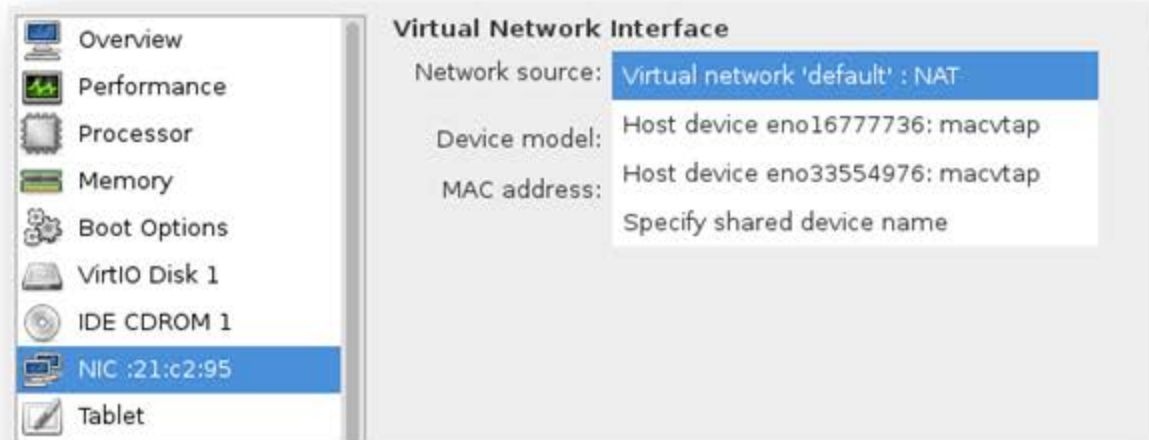 Overview
Performance
Processor
Memory
Boot Options
VirtIO Disk 1
IDE CDROM 1
NIC :21:c2:95
Tablet
Virtual Network Interface
Network source:
Virtual network 'default' : NAT
Host device eno16777736: macvtap
Device model:
Host device eno33554976: macvtap
MAC address:
Specify shared device name